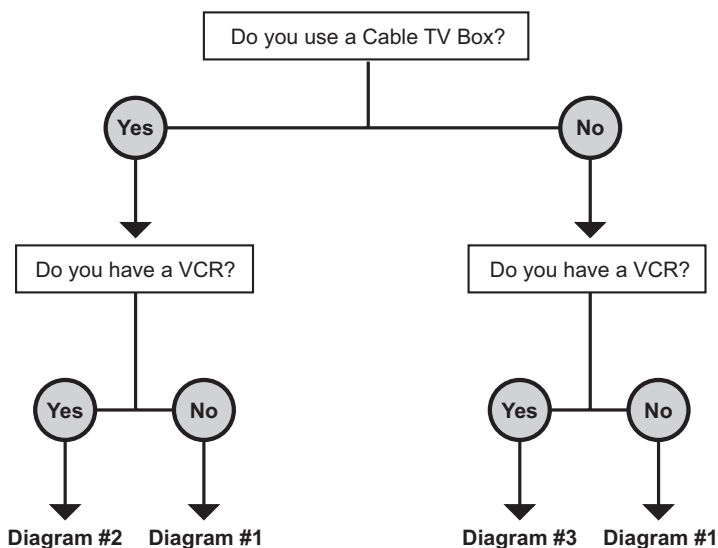 Do you use a Cable TV Box?
Yes
No
Do you have a VCR?
Do you have a VCR?
Yes
No
Yes
No
Diagram #2
Diagram #1
Diagram #3
Diagram #1